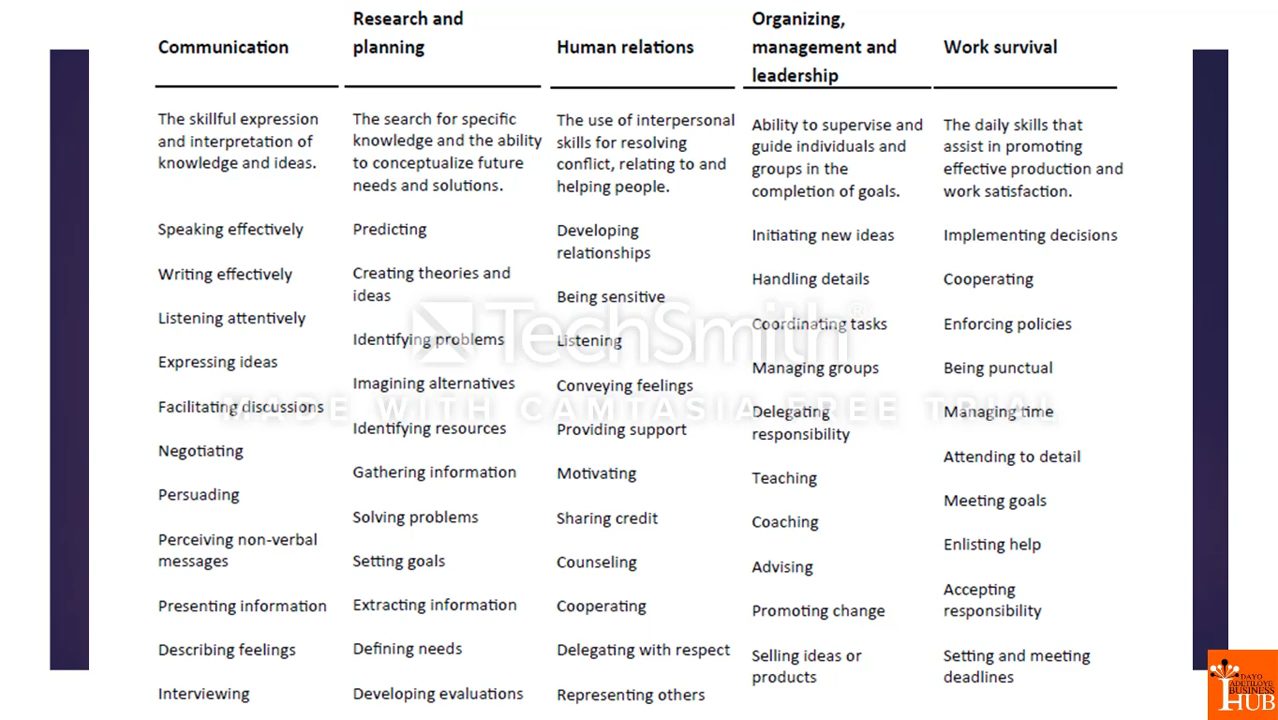 Communication
The skillful expression
and interpretation of
knowledge and ideas.
Speaking effectively
Writing effectively
Listening attentively
Expressing ideas
Facilitating discussions
Negotiating
Persuading
Perceiving non-verbal
messages
Presenting information
Describing feelings
Interviewing
Research and
planning
The search for specific
knowledge and the ability
to conceptualize future
needs and solutions.
Predicting
Creating theories and
ideas
Identifying problems
Imagining alternatives
Identifying resources
Gathering information
Solving problems
Setting goals
Extracting information
Defining needs
Developing evaluations
Human relations
The use of interpersonal
skills for resolving
conflict, relating to and
helping people.
Developing
relationships
Being sensitive
Listening
Conveying feelings
Providing support
Motivating
Sharing credit
Counseling
Cooperating
Delegating with respect
Representing others
Organizing,
management and
leadership
Ability to supervise and
guide individuals and
groups in the
completion of goals.
Initiating new ideas
Handling details
Coordinating tasks
Managing groups
Delegating
responsibility
Teaching
Coaching
Advising
Promoting change
Selling ideas or
products
Work survival
The daily skills that
assist in promoting
effective production and
work satisfaction.
Implementing decisions
Cooperating
Enforcing policies
Being punctual
Managing time
Attending to detail
Meeting goals
Enlisting help
Accepting
responsibility
Setting and meeting
deadlines
TechSmith®
MADE WITH CAMTASIA FREE TRIAL
DAYO
ADETILOYE
BUSINESS
HUB